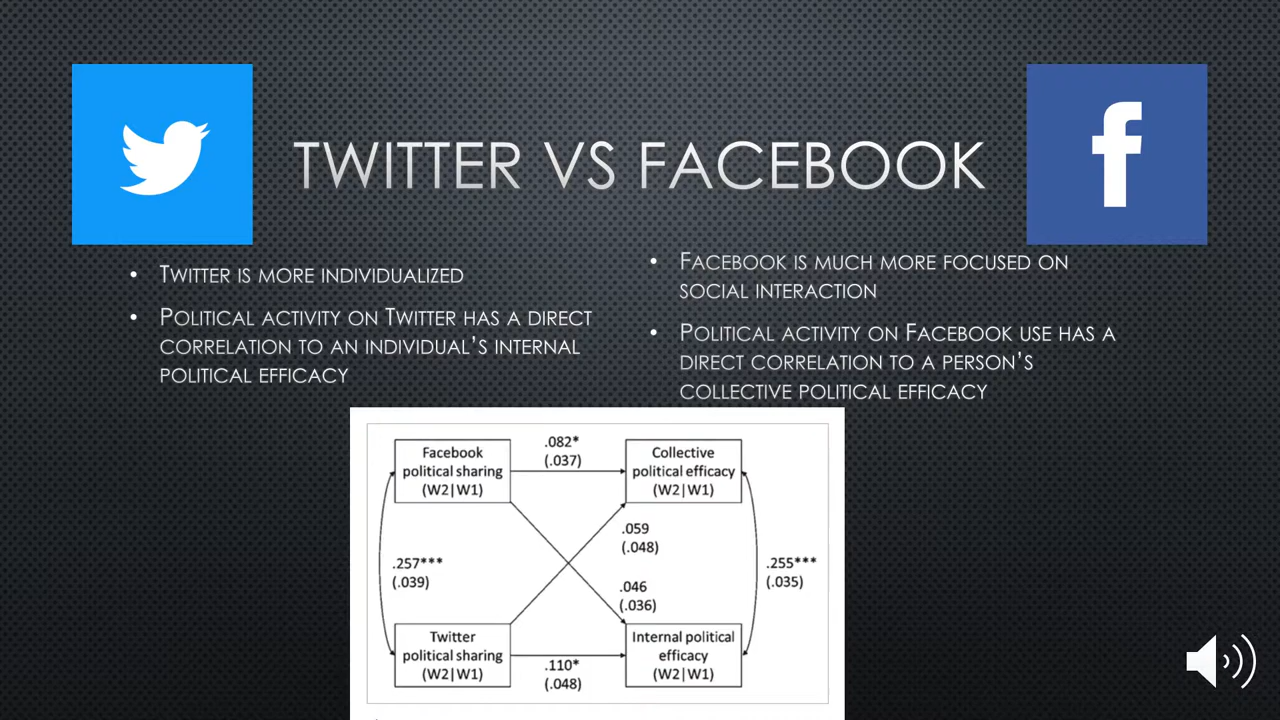 TWITTER VS FACEBOOK
• TWITTER IS MORE INDIVIDUALIZED
• POLITICAL ACTIVITY ON TWITTER HAS A DIRECT
CORRELATION TO AN INDIVIDUAL'S INTERNAL
POLITICAL EFFICACY
• FACEBOOK IS MUCH MORE FOCUSED ON
SOCIAL INTERACTION
• POLITICAL ACTIVITY ON FACEBOOK USE HAS A
DIRECT CORRELATION TO A PERSON'S
COLLECTIVE POLITICAL EFFICACY
Facebook
political sharing
(W2|W1)
.082*
(.037)
Collective
political efficacy
(W2|W1)
.059
(.048)
.257***
(.039)
.255***
(.035)
.046
(.036)
Twitter
political sharing
(W2|W1)
.110*
(.048)
Internal political
efficacy
(W2|W1)